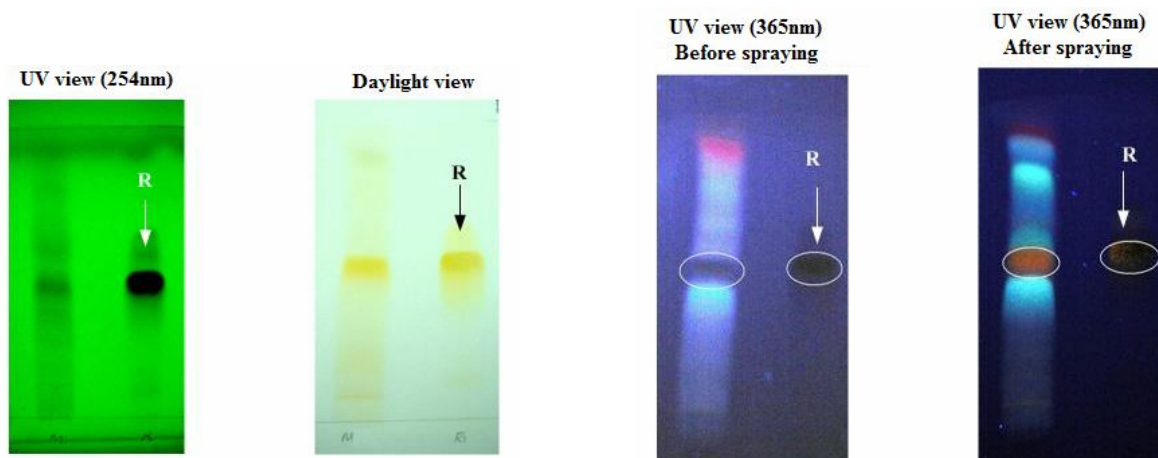 UV view (254nm)
R
Daylight view
R
UV view (365nm)
Before spraying
R
UV view (365nm)
After spraying
R